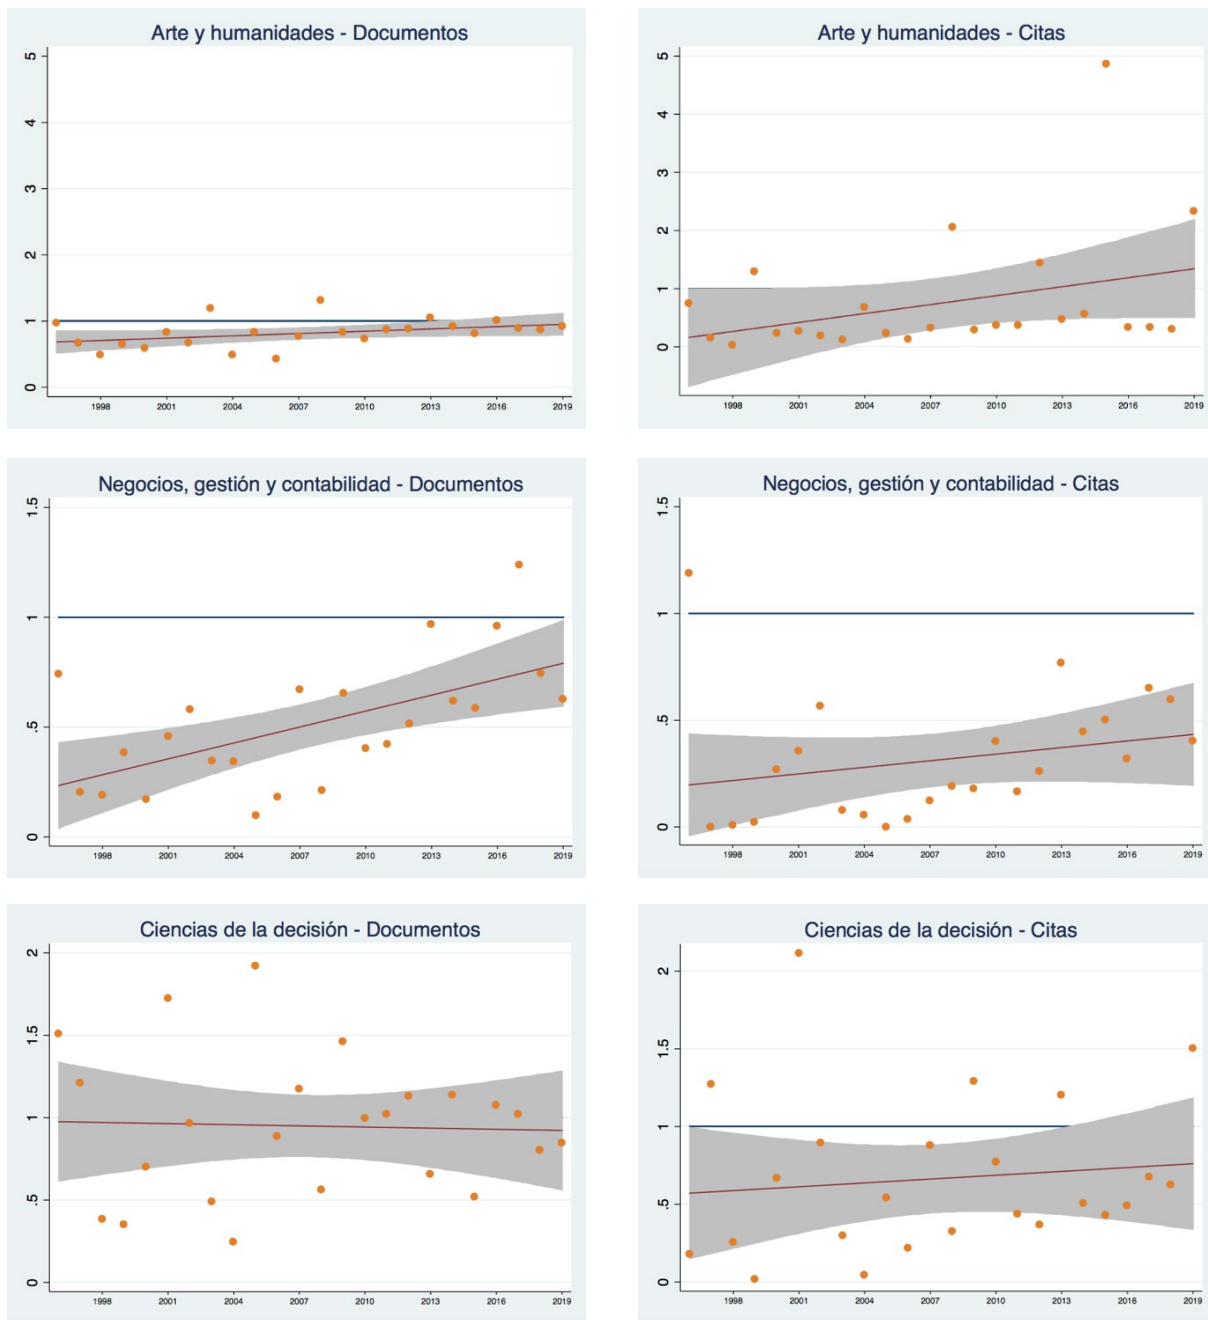 Arte y humanidades - Documentos
5
4
3
2
1
0
1998 2001 2004 2007 2010 2013 2016 2019
Arte y humanidades - Citas
5
4
3
2
1
0
1998 2001 2004 2007 2010 2013 2016 2019
Negocios, gestión y contabilidad - Documentos
1.5
1
.5
0
1998 2001 2004 2007 2010 2013 2016 2019
Negocios, gestión y contabilidad - Citas
1.5
1
.5
0
1998 2001 2004 2007 2010 2013 2016 2019
Ciencias de la decisión - Documentos
2
1.5
1
.5
0
1998 2001 2004 2007 2010 2013 2016 2019
Ciencias de la decisión - Citas
2
1.5
1
.5
0
1998 2001 2004 2007 2010 2013 2016 2019